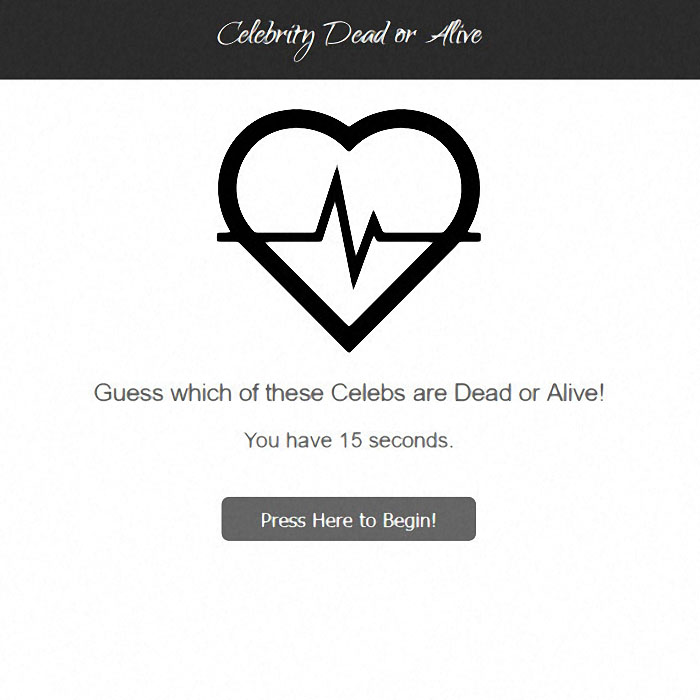 Celebrity Dead or Alive
Guess which of these Celebs are Dead or Alive!
You have 15 seconds.
Press Here to Begin!